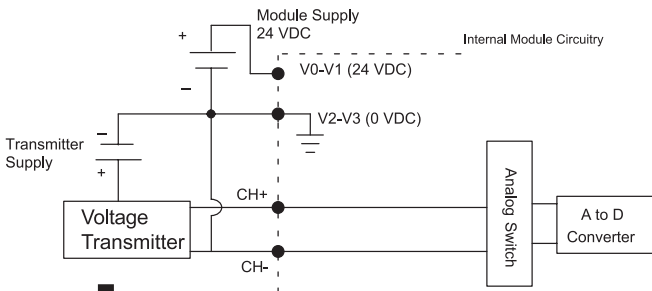 Module Supply
24 VDC
+
Internal Module Circuitry
V0-V1 (24 VDC)
–
V2-V3 (0 VDC)
–
Transmitter
Supply
+
CH+
Voltage
Transmitter
CH-
Analog Switch
A to D
Converter